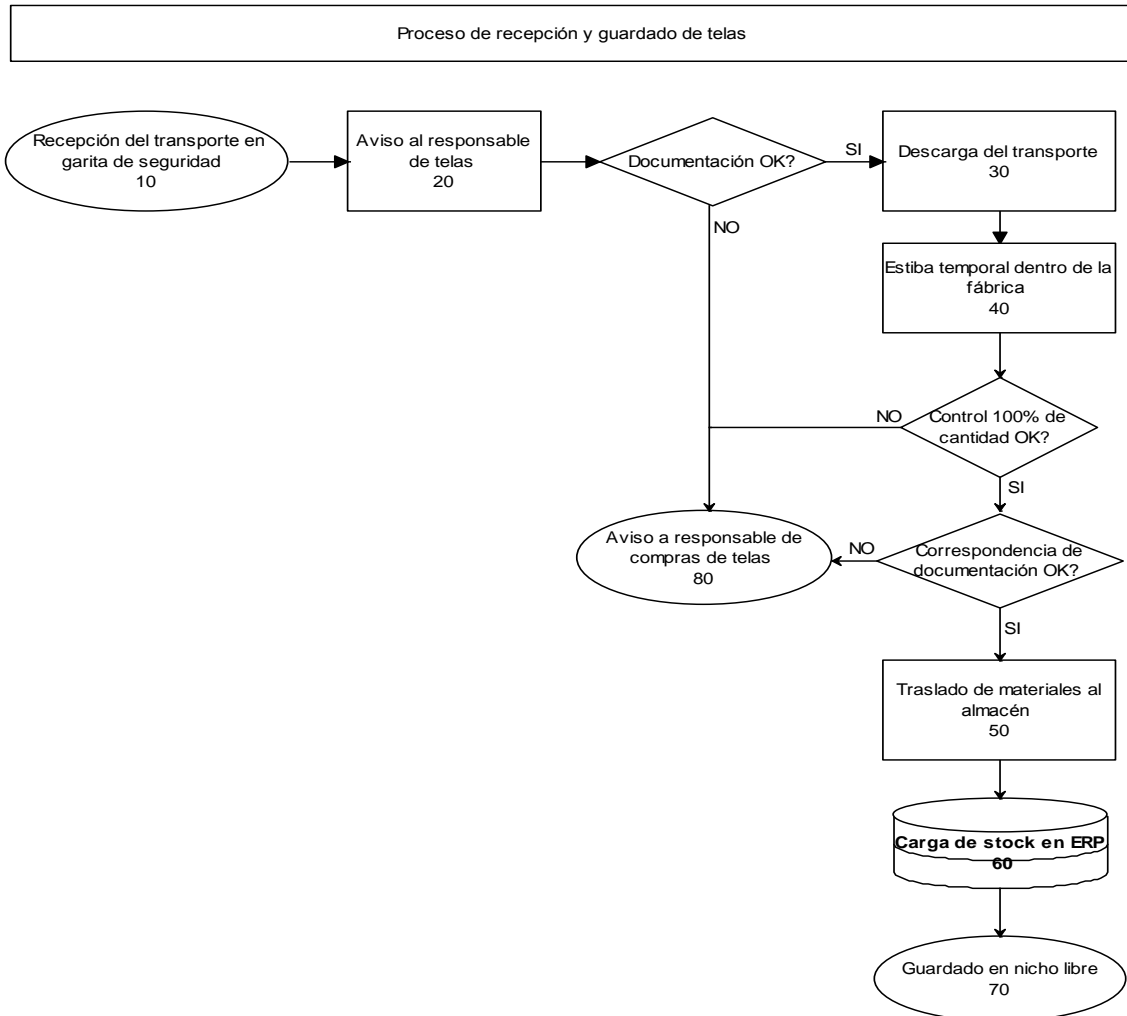 Proceso de recepción y guardado de telas
Recepción del transporte en
garita de seguridad
10
Aviso al responsable
de telas
20
Documentación OK?
SI
Descarga del transporte
30
NO
Estiba temporal dentro de la
fábrica
40
NO
Control 100% de
cantidad OK?
SI
Aviso a responsable de
compras de telas
80
NO
Correspondencia de
documentación OK?
SI
Traslado de materiales al
almacén
50
Carga de stock en ERP
60
Guardado en nicho libre
70